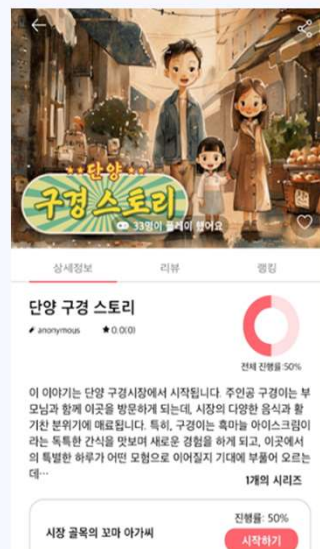 단양
구경 스토리
33명이 플레이 했어요
상세정보
리뷰
랭킹
단양 구경 스토리
anonymous
0.0(0)
전체 진행률:50%
이 이야기는 단양 구경시장에서 시작됩니다. 주인공 구경이는 부
모님과 함께 이곳을 방문하게 되는데, 시장의 다양한 음식과 활
기찬 분위기에 매료됩니다. 특히, 구경이는 흑마늘 아이스크림이
라는 독특한 간식을 맛보며 새로운 경험을 하게 되고, 이곳에서
의 특별한 하루가 어떤 모험으로 이어질지 기대에 부풀어 오르는
데…
1개의 시리즈
진행률: 50%
시장 골목의 꼬마 아가씨
시작하기